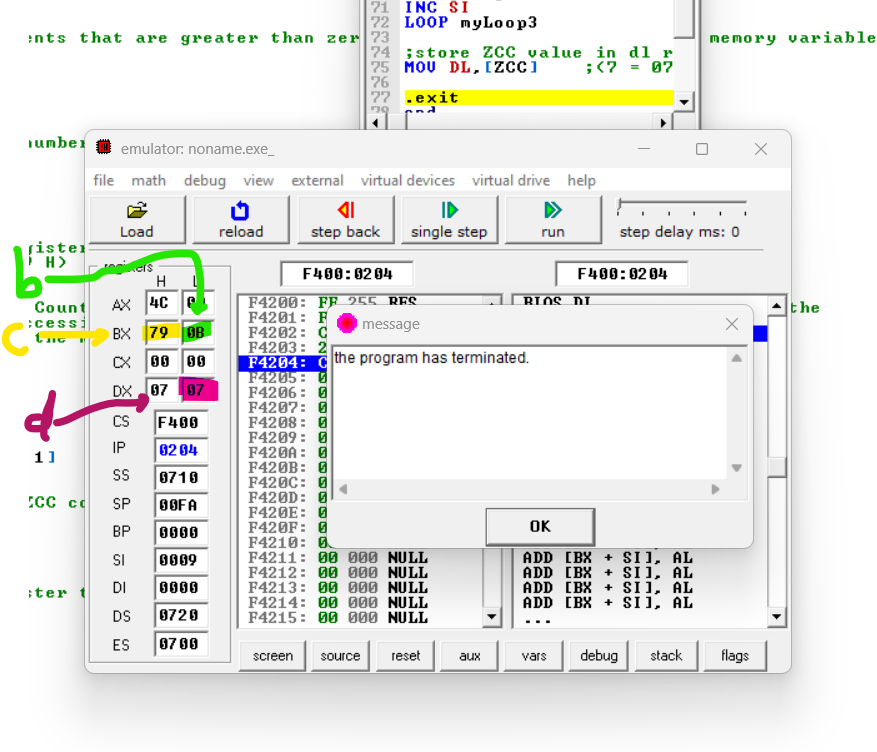 71 INC SI
72 LOOP myLoop3
73
ents that are greater than zer
memory variable
74 ;store ZCC value in dl r
75 MOV DL,[ZCC] ;(7 = 07
76
77 .exit
78 end
number
emulator: noname.exe_
file math debug view external virtual devices virtual drive help
Load reload step back single step run step delay ms: 0
gister
H)
registers
H L
F400:0204 F400:0204
b
AX 4C
Count
the
BX 79 0B
c
CX 00 00
DX 07 07
d
CS F400
IP 0204
1]
SS 0710
SP 00FA
ZCC co
BP 0000
SI 0009
DI 0000
ster t
DS 0720
ES 0700
F4200: FF 255 RES
F4201: F
F4202: C
F4203: 2
F4204: C
F4205: 0
F4206: 0
F4207: 0
F4208: 0
F4209: 0
F420A: 0
F420B: 0
F420C: 0
F420D: 0
F420E: 0
F420F: 0
F4210: 0
F4211: 00 000 NULL
F4212: 00 000 NULL
F4213: 00 000 NULL
F4214: 00 000 NULL
F4215: 00 000 NULL
BIOS DI
message
the program has terminated.
OK
ADD [BX + SI], AL
ADD [BX + SI], AL
ADD [BX + SI], AL
ADD [BX + SI], AL
...
screen source reset aux vars debug stack flags